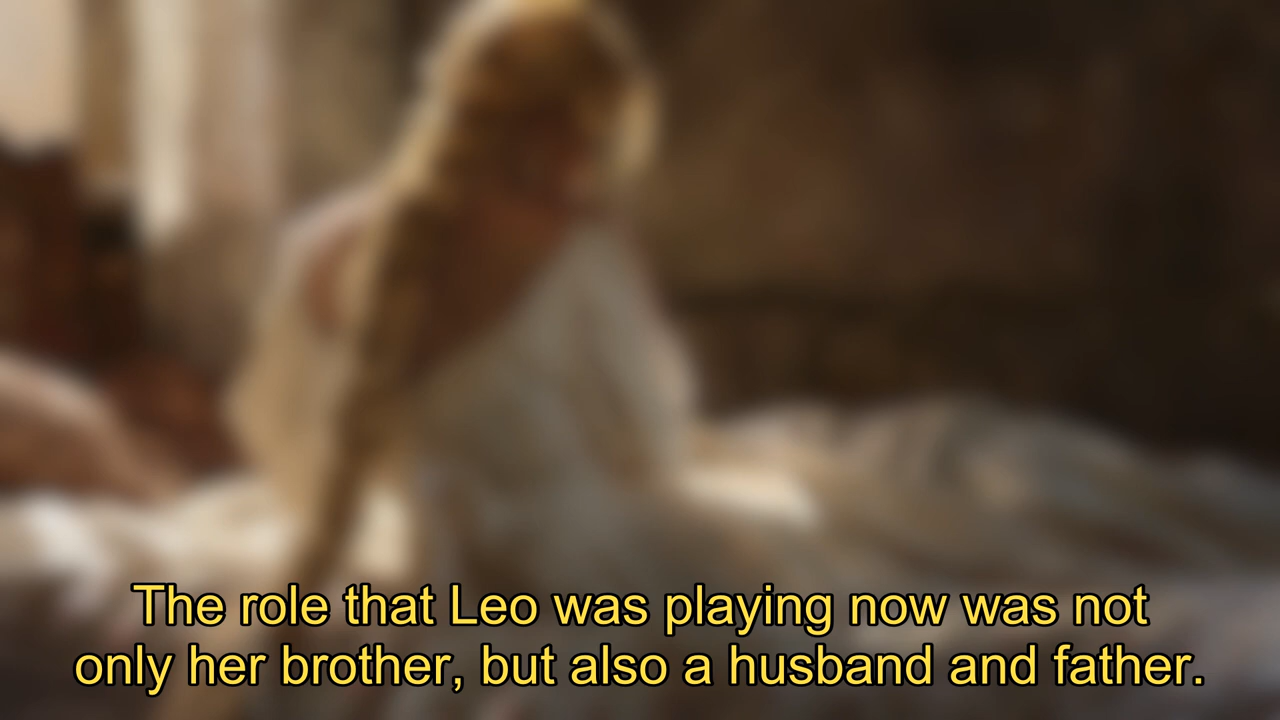 The role that Leo was playing now was not
only her brother, but also a husband and father.